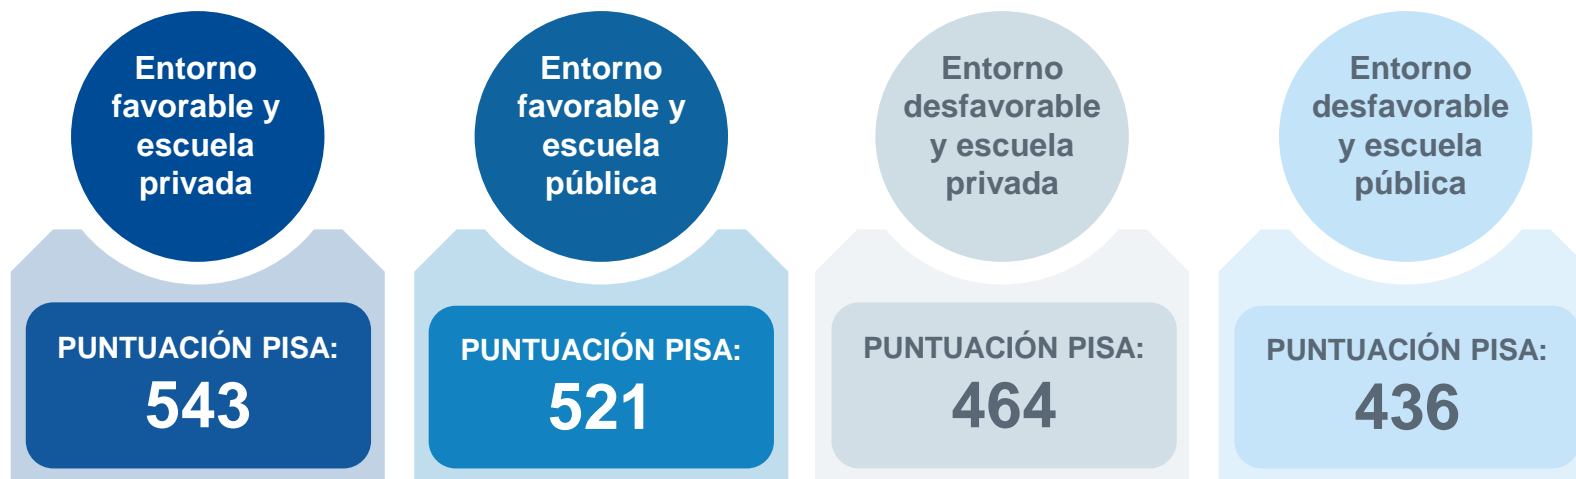 Entorno
favorable y
escuela
privada
PUNTUACIÓN PISA:
543
Entorno
favorable y
escuela
pública
PUNTUACIÓN PISA:
521
Entorno
desfavorable
y escuela
privada
PUNTUACIÓN PISA:
464
Entorno
desfavorable
y escuela
pública
PUNTUACIÓN PISA:
436